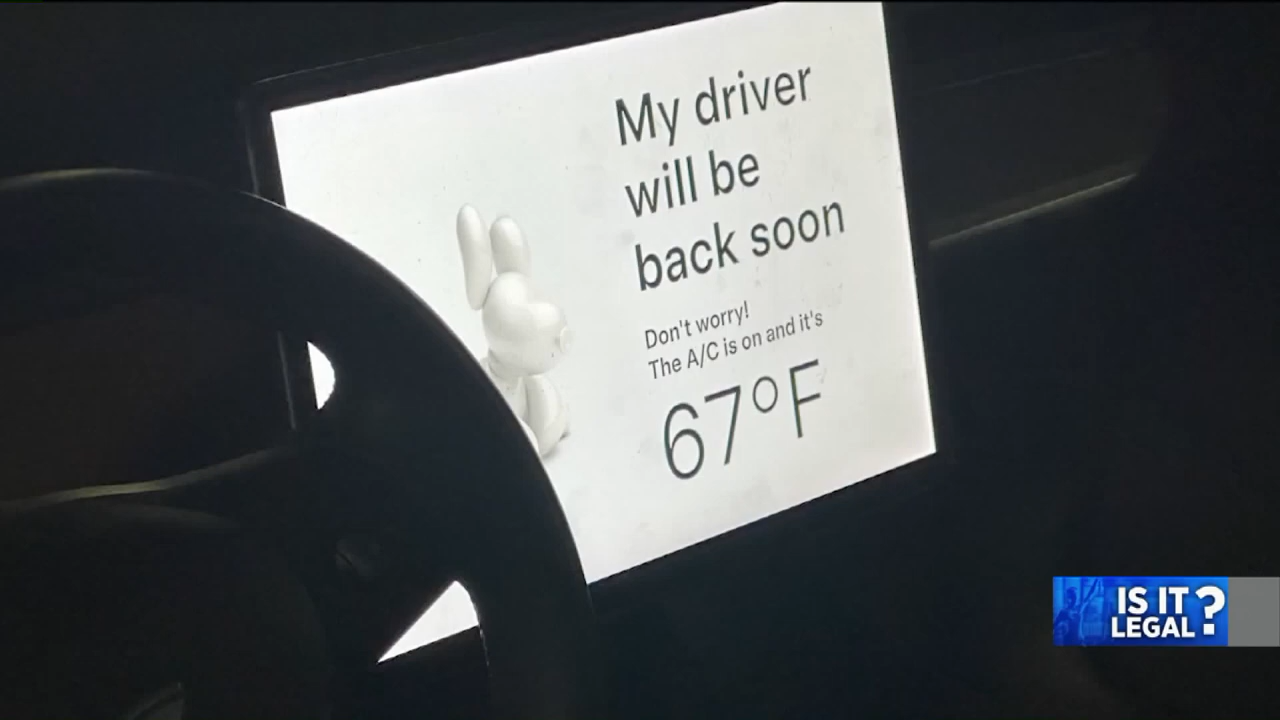 My driver
will be
back soon
Don't worry!
The A/C is on and it's
67°F
IS IT
LEGAL?